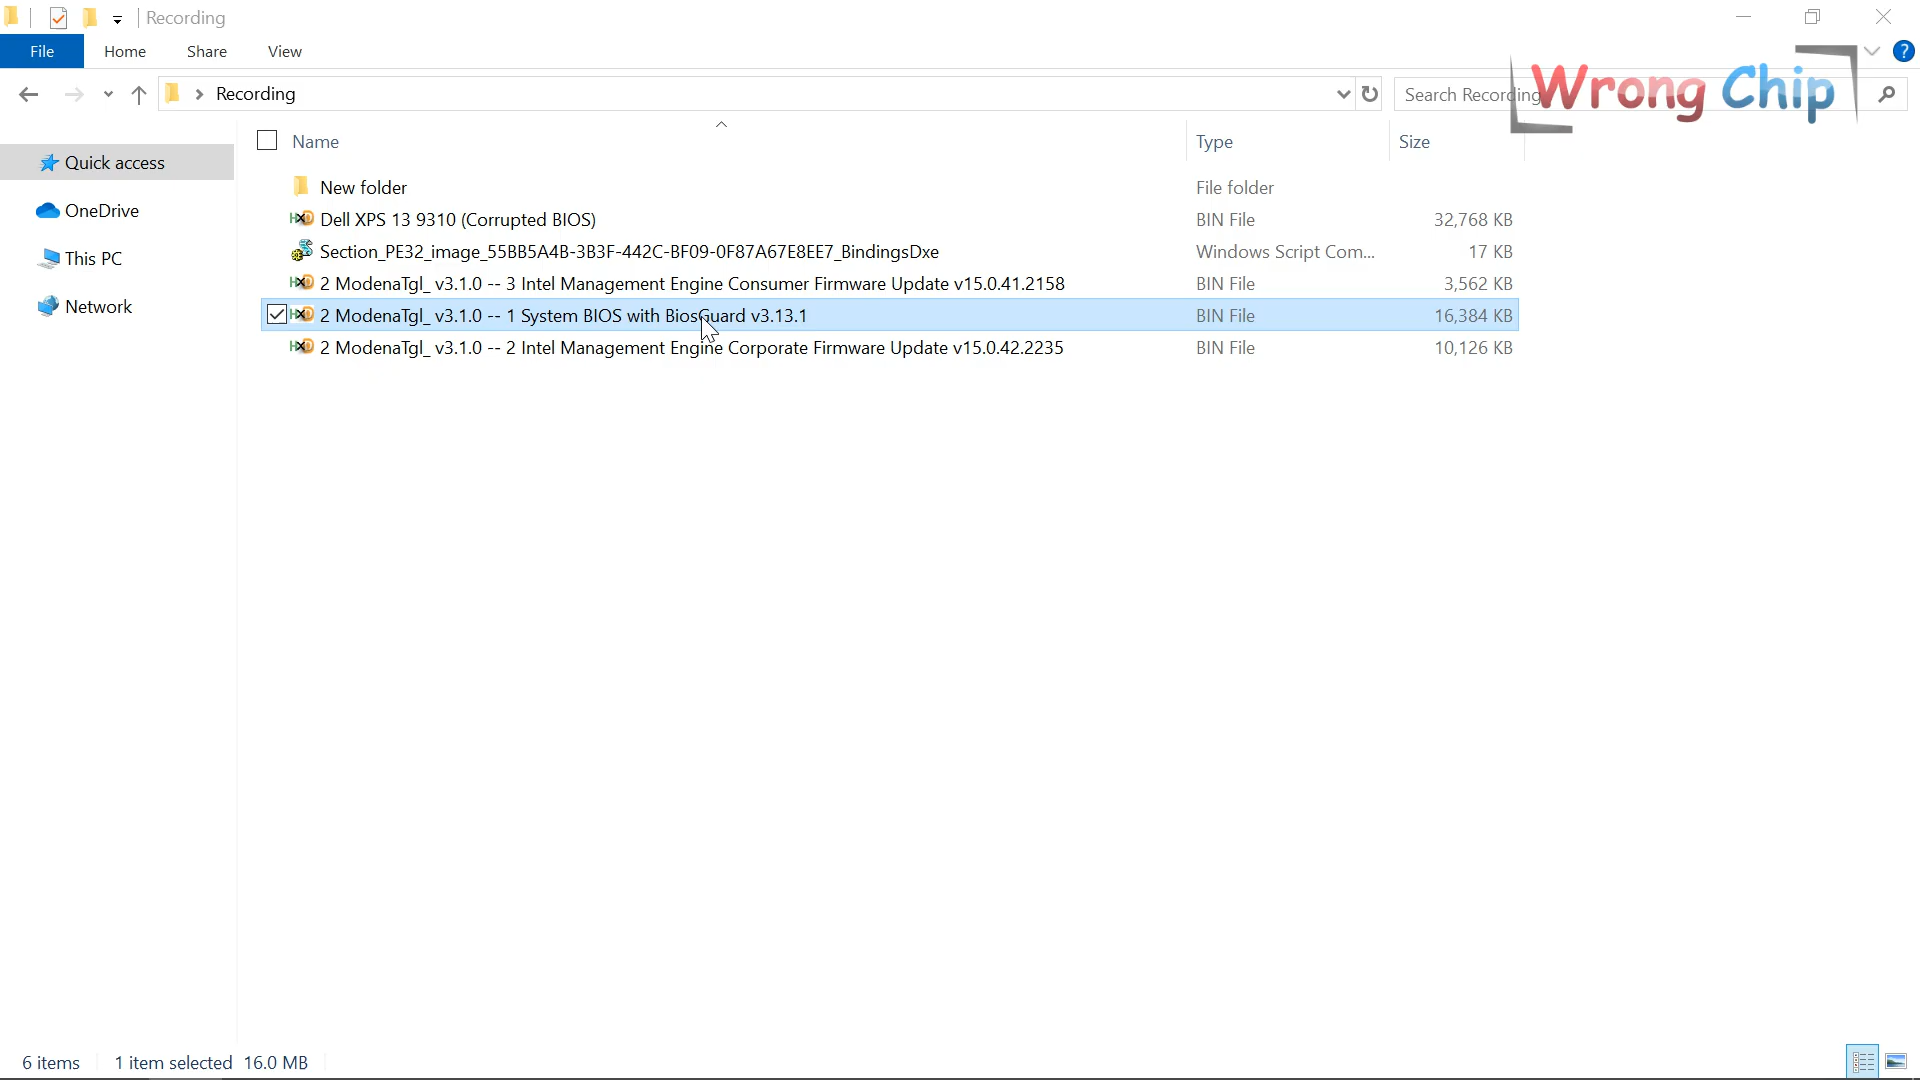 Recording
File Home Share View ?
Recording
Search Recording
Wrong Chip
Name Type Size
Quick access
OneDrive
This PC
Network
New folder File folder
Dell XPS 13 9310 (Corrupted BIOS) BIN File 32,768 KB
Section_PE32_image_55BB5A4B-3B3F-442C-BF09-0F87A67E8EE7_BindingsDxe Windows Script Com... 17 KB
2 ModenaTgl_ v3.1.0 -- 3 Intel Management Engine Consumer Firmware Update v15.0.41.2158 BIN File 3,562 KB
2 ModenaTgl_ v3.1.0 -- 1 System BIOS with BiosGuard v3.13.1 BIN File 16,384 KB
2 ModenaTgl_ v3.1.0 -- 2 Intel Management Engine Corporate Firmware Update v15.0.42.2235 BIN File 10,126 KB
6 items 1 item selected 16.0 MB